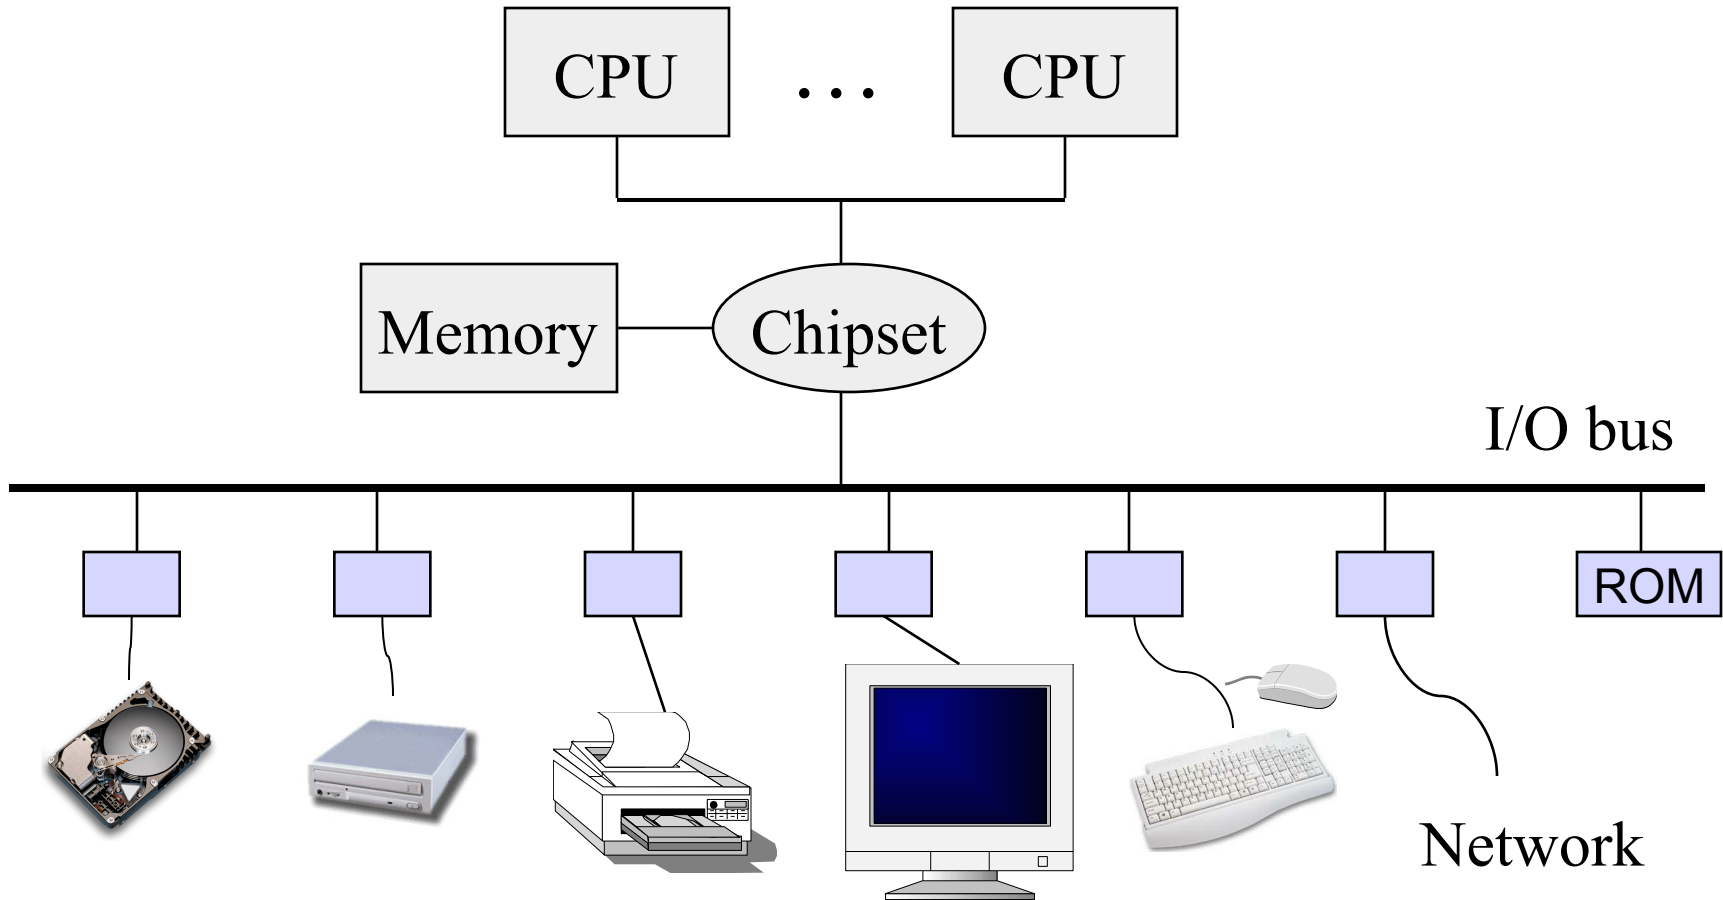 CPU
...
CPU
Memory
Chipset
I/O bus
ROM
Network